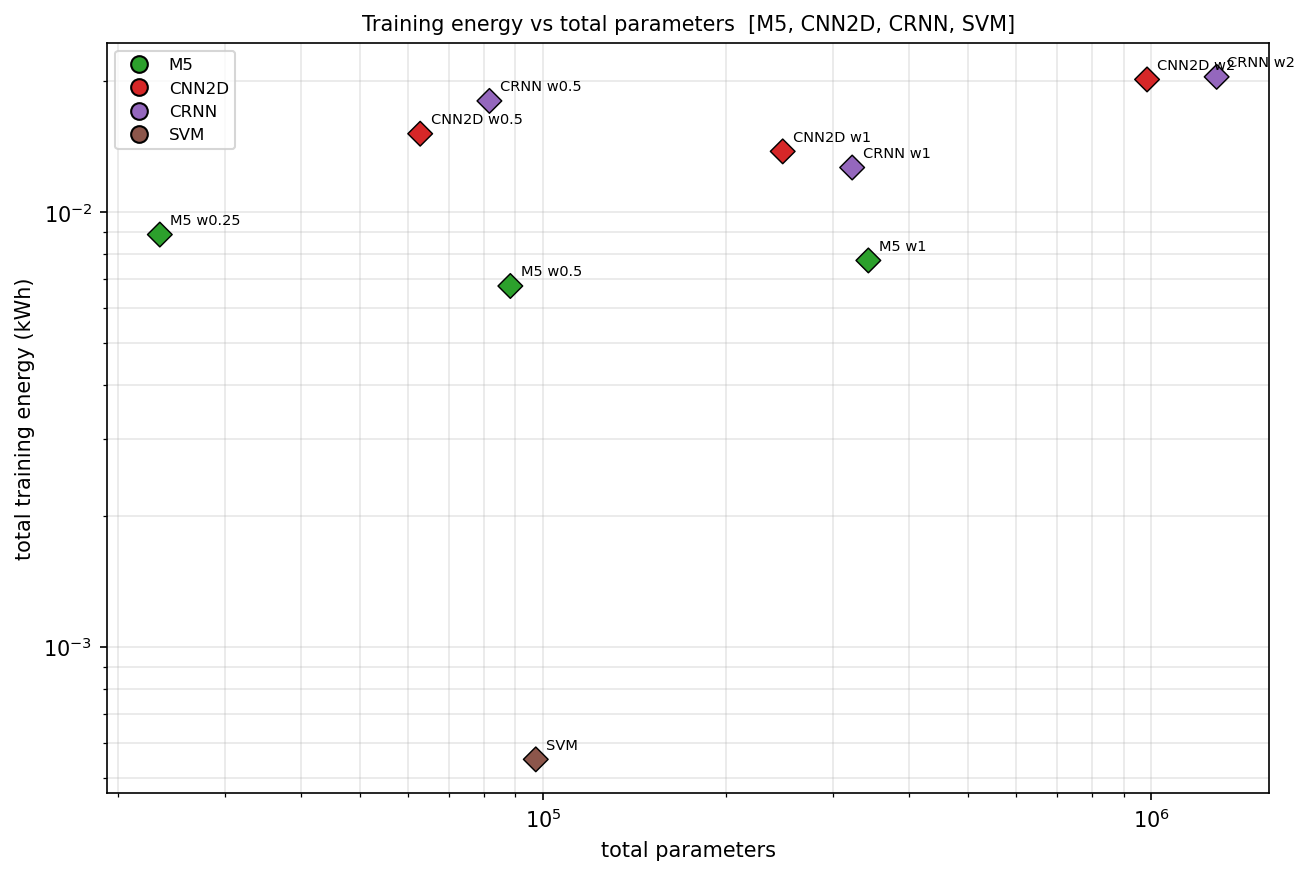 Training energy vs total parameters [M5, CNN2D, CRNN, SVM]
M5
CNN2D
CRNN
SVM
CNN2D w2
CRNN w2
CRNN w0.5
CNN2D w0.5
CNN2D w1
CRNN w1
M5 w0.25
M5 w1
M5 w0.5
SVM
10⁻²
10⁻³
total training energy (kWh)
10⁵
10⁶
total parameters